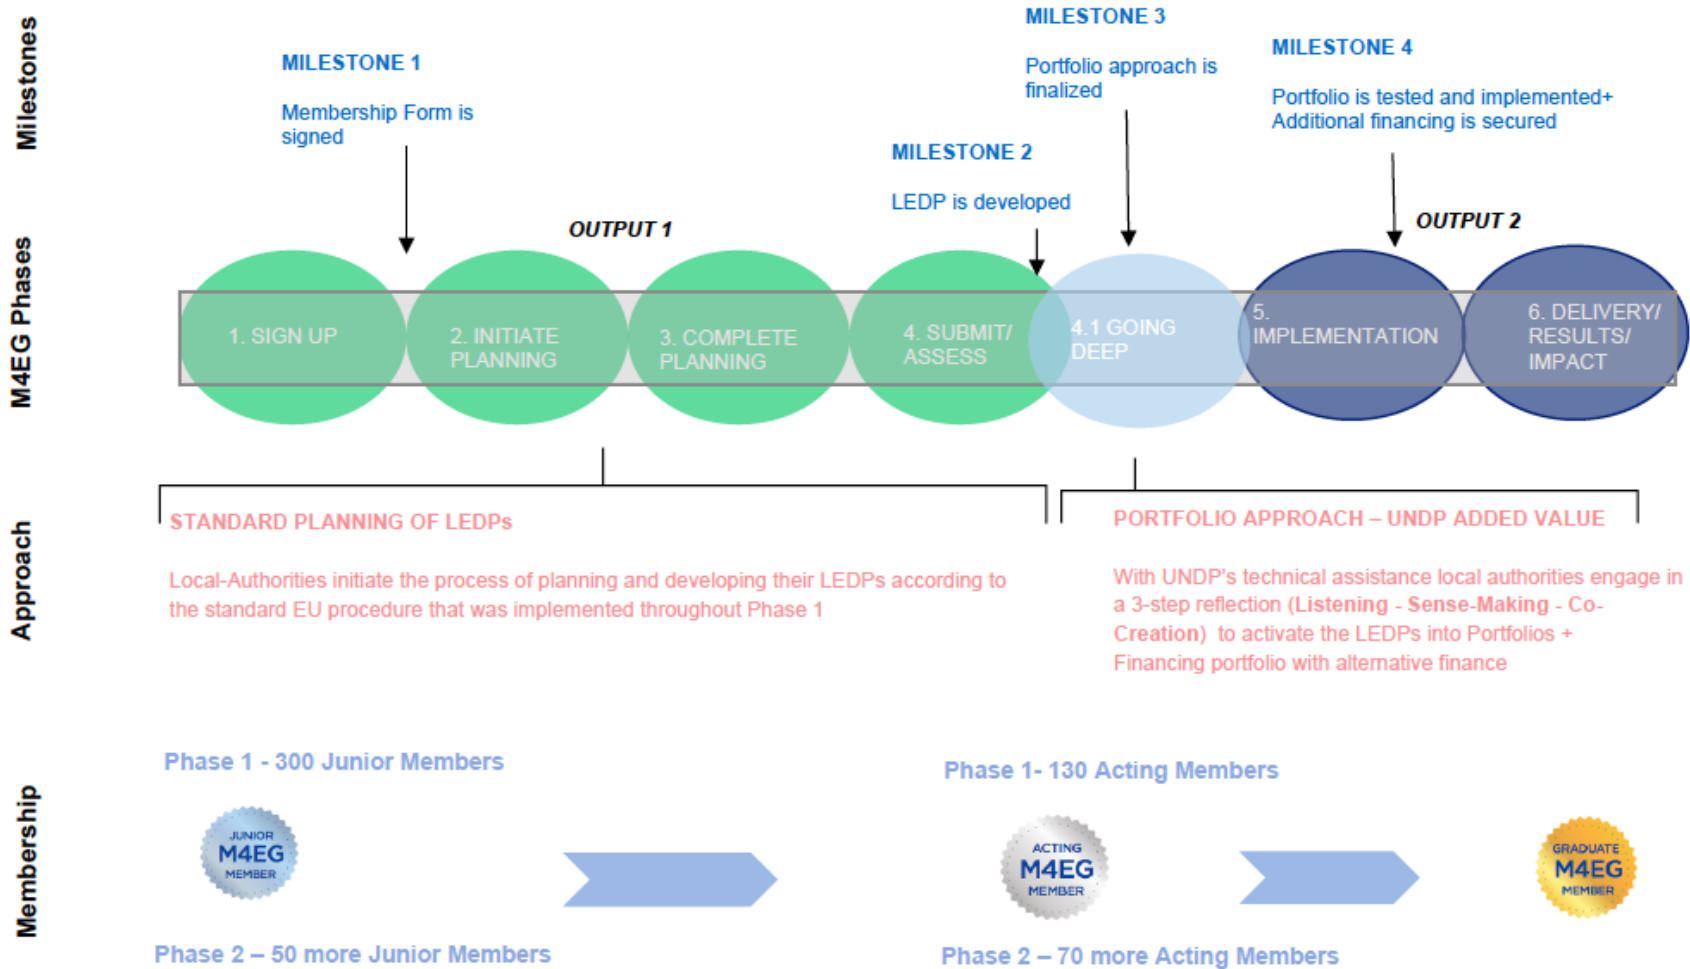 Milestones
MILESTONE 1
Membership Form is
signed
MILESTONE 2
LEDP is developed
MILESTONE 3
Portfolio approach is
finalized
MILESTONE 4
Portfolio is tested and implemented+
Additional financing is secured
M4EG Phases
OUTPUT 1
OUTPUT 2
1. SIGN UP
2. INITIATE
PLANNING
3. COMPLETE
PLANNING
4. SUBMIT/
ASSESS
4.1 GOING
DEEP
5.
IMPLEMENTATION
6. DELIVERY/
RESULTS/
IMPACT
Approach
STANDARD PLANNING OF LEDPs
Local-Authorities initiate the process of planning and developing their LEDPs according to
the standard EU procedure that was implemented throughout Phase 1
PORTFOLIO APPROACH – UNDP ADDED VALUE
With UNDP's technical assistance local authorities engage in
a 3-step reflection (Listening - Sense-Making - Co-
Creation) to activate the LEDPs into Portfolios +
Financing portfolio with alternative finance
Membership
Phase 1 - 300 Junior Members
JUNIOR
M4EG
MEMBER
Phase 2 – 50 more Junior Members
Phase 1- 130 Acting Members
ACTING
M4EG
MEMBER
Phase 2 – 70 more Acting Members
GRADUATE
M4EG
MEMBER